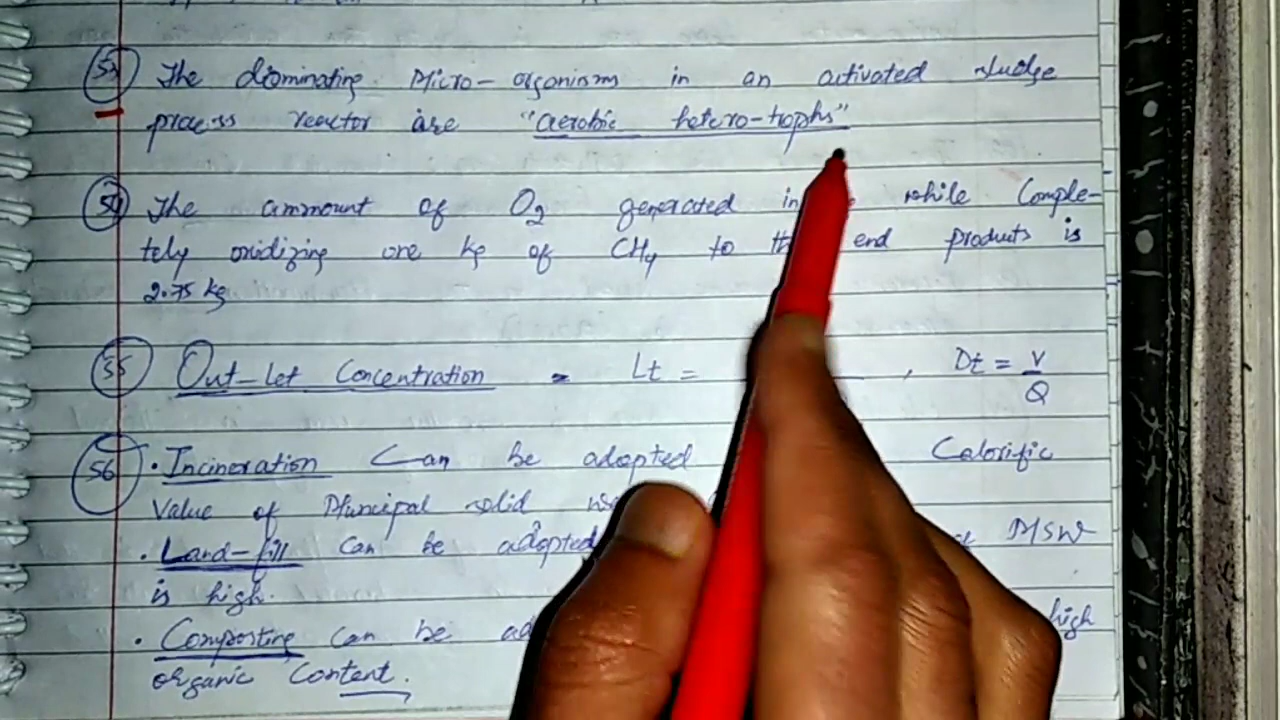 53 The diominating Micro-organisms in an activated sludge
process reactor are "aerobic hetero-trophs"
54 The ammount of O2 generated in while Comple-
tely oxidizing one kg of CH4 to the end products is
2.75 kg
55 Out-let Concentration - Lt = , Dt = V/Q
56 • Incineration Can be adopted Calorific
Value of Muncipal solid
• Land-fill can be adopted MSW
is high.
• Composting can be high
organic Content.